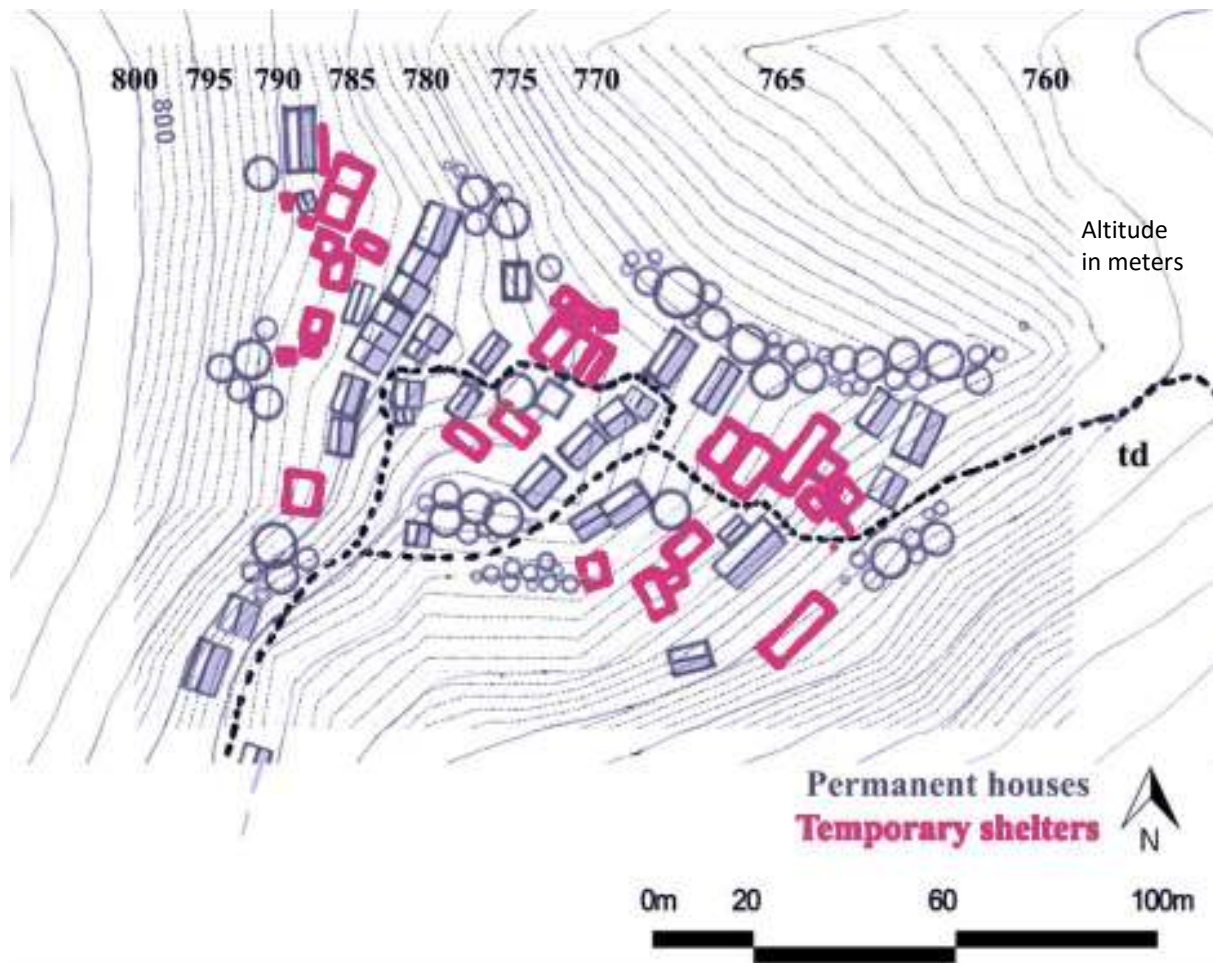 800 795 790 785 780 775 770 765 760
800
Altitude
in meters
td
Permanent houses
Temporary shelters
N
0m 20 60 100m